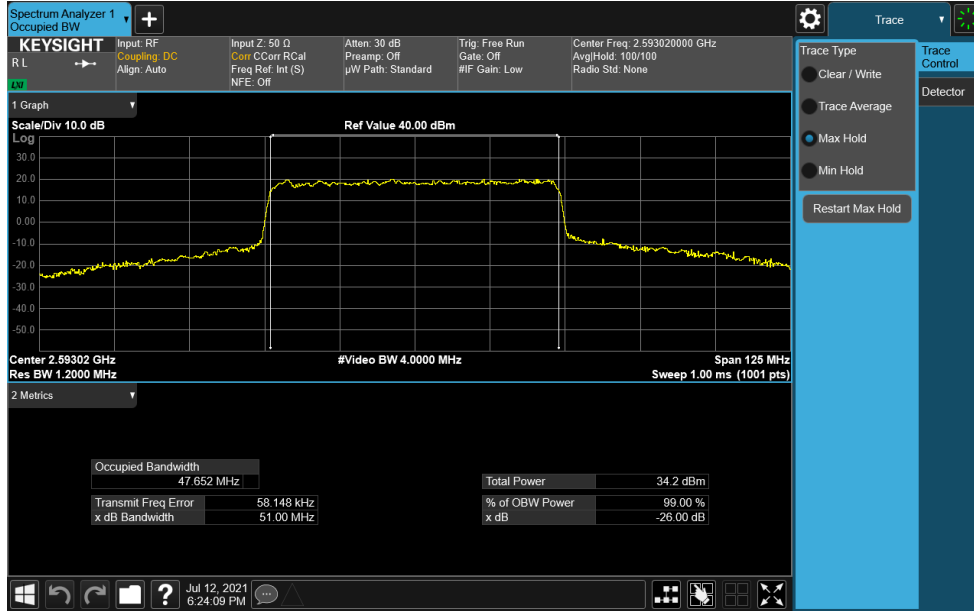 Spectrum Analyzer 1
Occupied BW
Trace
KEYSIGHT
R L
LXI
Input: RF
Coupling: DC
Align: Auto
Input Z: 50 Ω
Corr CCorr RCal
Freq Ref: Int (S)
NFE: Off
Atten: 30 dB
Preamp: Off
µW Path: Standard
Trig: Free Run
Gate: Off
#IF Gain: Low
Center Freq: 2.593020000 GHz
Avg|Hold: 100/100
Radio Std: None
Trace Type
Clear / Write
Trace Average
Max Hold
Min Hold
Restart Max Hold
Trace
Control
Detector
1 Graph
Scale/Div 10.0 dB
Ref Value 40.00 dBm
Log
30.0
20.0
10.0
0.00
-10.0
-20.0
-30.0
-40.0
-50.0
Center 2.59302 GHz
#Video BW 4.0000 MHz
Span 125 MHz
Res BW 1.2000 MHz
Sweep 1.00 ms (1001 pts)
2 Metrics
Occupied Bandwidth
47.652 MHz
Total Power 34.2 dBm
Transmit Freq Error 58.148 kHz
% of OBW Power 99.00 %
x dB Bandwidth 51.00 MHz
x dB -26.00 dB
Jul 12, 2021
6:24:09 PM